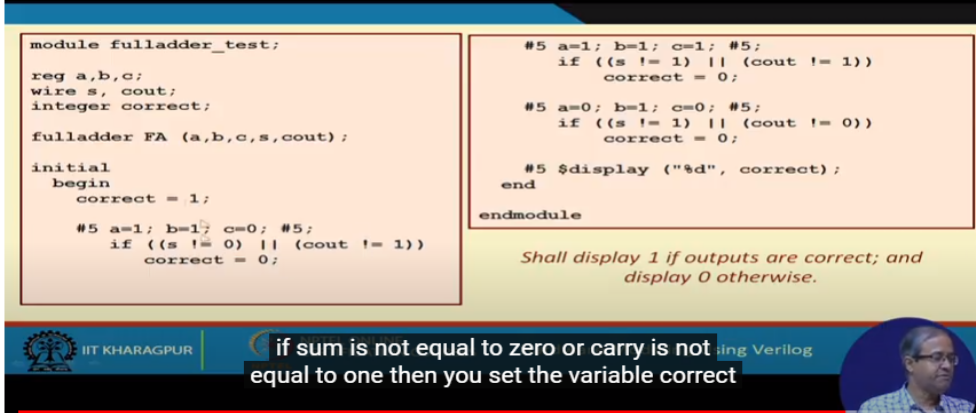 module fulladder_test;
reg a,b,c;
wire s, cout;
integer correct;
fulladder FA (a,b,c,s,cout);
initial
begin
correct = 1;
#5 a=1; b=1; c=0; #5;
if ((s != 0) || (cout != 1))
correct = 0;
#5 a=1; b=1; c=1; #5;
if ((s != 1) || (cout != 1))
correct = 0;
#5 a=0; b=1; c=0; #5;
if ((s != 1) || (cout != 0))
correct = 0;
#5 $display ("%d", correct);
end
endmodule
Shall display 1 if outputs are correct; and
display 0 otherwise.
IIT KHARAGPUR
sing Verilog
if sum is not equal to zero or carry is not
equal to one then you set the variable correct